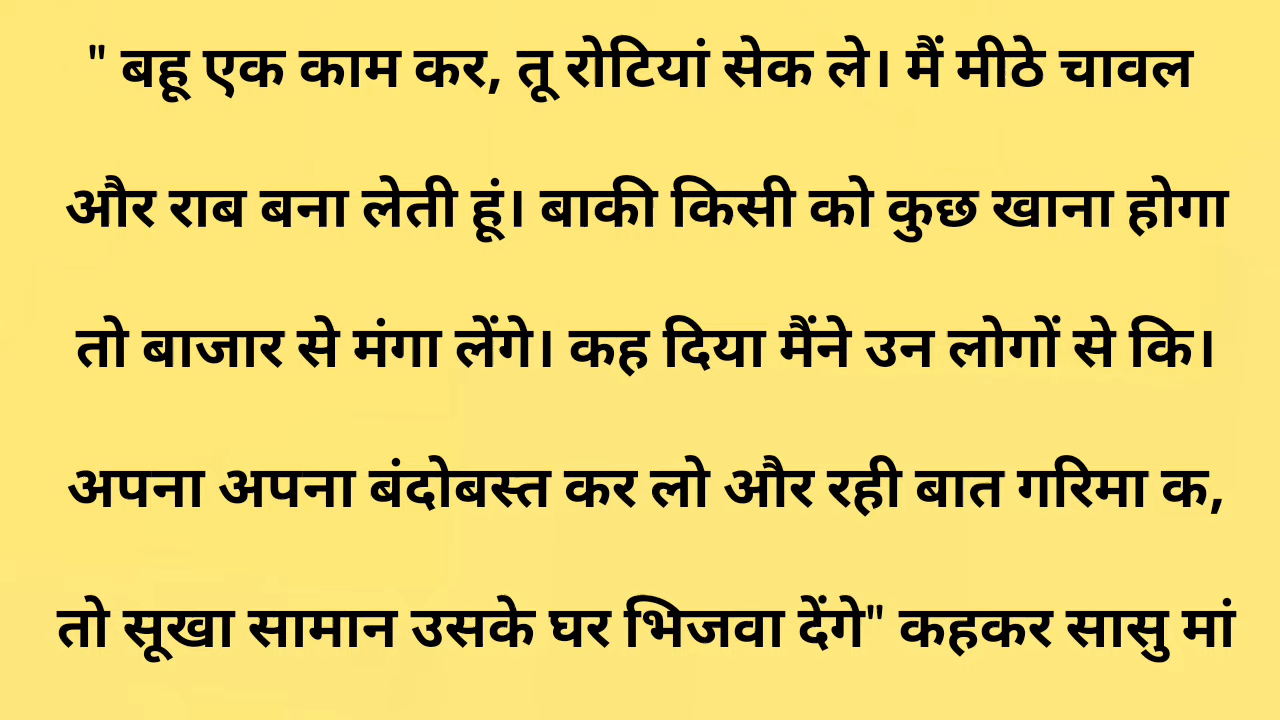 " बहू एक काम कर, तू रोटियां सेक ले। मैं मीठे चावल
और राब बना लेती हूं। बाकी किसी को कुछ खाना होगा
तो बाजार से मंगा लेंगे। कह दिया मैंने उन लोगों से कि।
अपना अपना बंदोबस्त कर लो और रही बात गरिमा क,
तो सूखा सामान उसके घर भिजवा देंगे" कहकर सासु मां